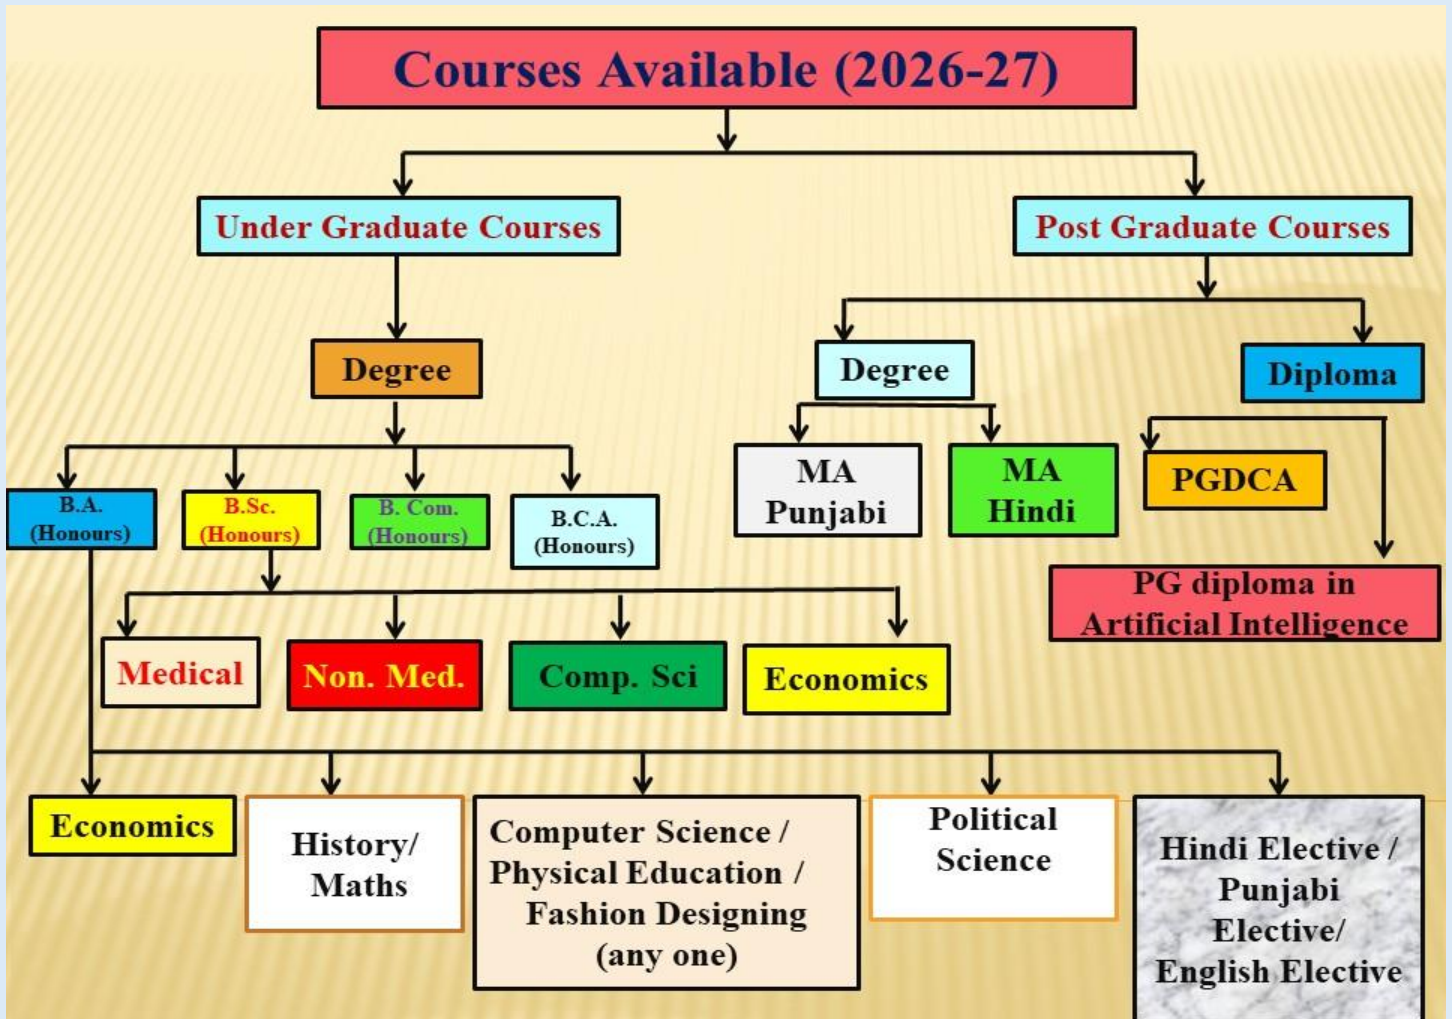 Courses Available (2026-27)
Under Graduate Courses
Post Graduate Courses
Degree
Degree
Diploma
B.A.
(Honours)
B.Sc.
(Honours)
B. Com.
(Honours)
B.C.A.
(Honours)
MA
Punjabi
MA
Hindi
PGDCA
PG diploma in
Artificial Intelligence
Medical
Non. Med.
Comp. Sci
Economics
Economics
History/
Maths
Computer Science /
Physical Education /
Fashion Designing
(any one)
Political
Science
Hindi Elective /
Punjabi
Elective/
English Elective